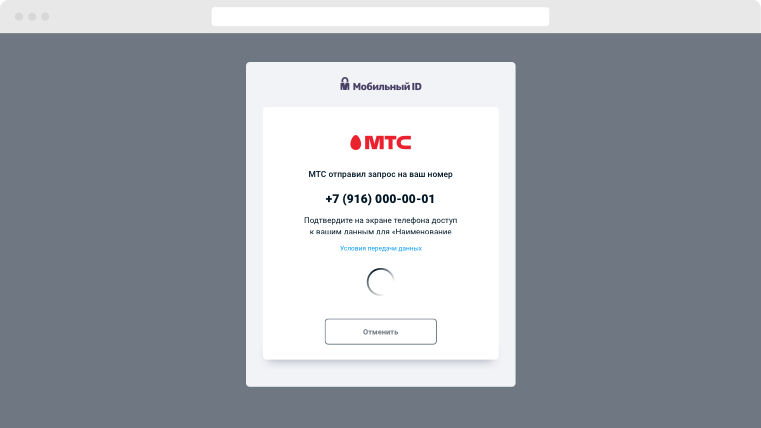 Мобильный ID
МТС
МТС отправил запрос на ваш номер
+7 (916) 000-00-01
Подтвердите на экране телефона доступ
к вашим данным для «Наименование
Условия передачи данных
Отменить